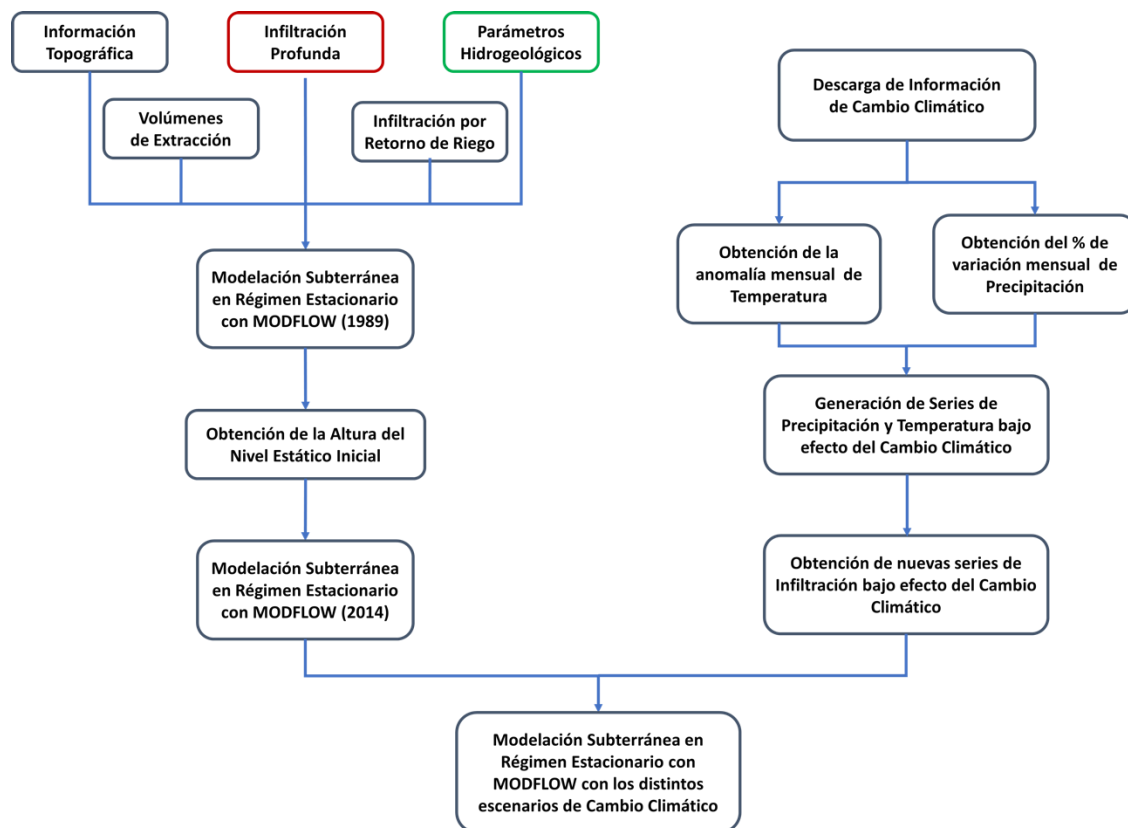 Información
Topográfica
Infiltración
Profunda
Parámetros
Hidrogeológicos
Volúmenes
de Extracción
Infiltración por
Retorno de Riego
Modelación Subterránea
en Régimen Estacionario
con MODFLOW (1989)
Obtención de la Altura del
Nivel Estático Inicial
Modelación Subterránea
en Régimen Estacionario
con MODFLOW (2014)
Descarga de Información
de Cambio Climático
Obtención de la
anomalía mensual de
Temperatura
Obtención del % de
variación mensual de
Precipitación
Generación de Series de
Precipitación y Temperatura bajo
efecto del Cambio Climático
Obtención de nuevas series de
Infiltración bajo efecto del Cambio
Climático
Modelación Subterránea en
Régimen Estacionario con
MODFLOW con los distintos
escenarios de Cambio Climático